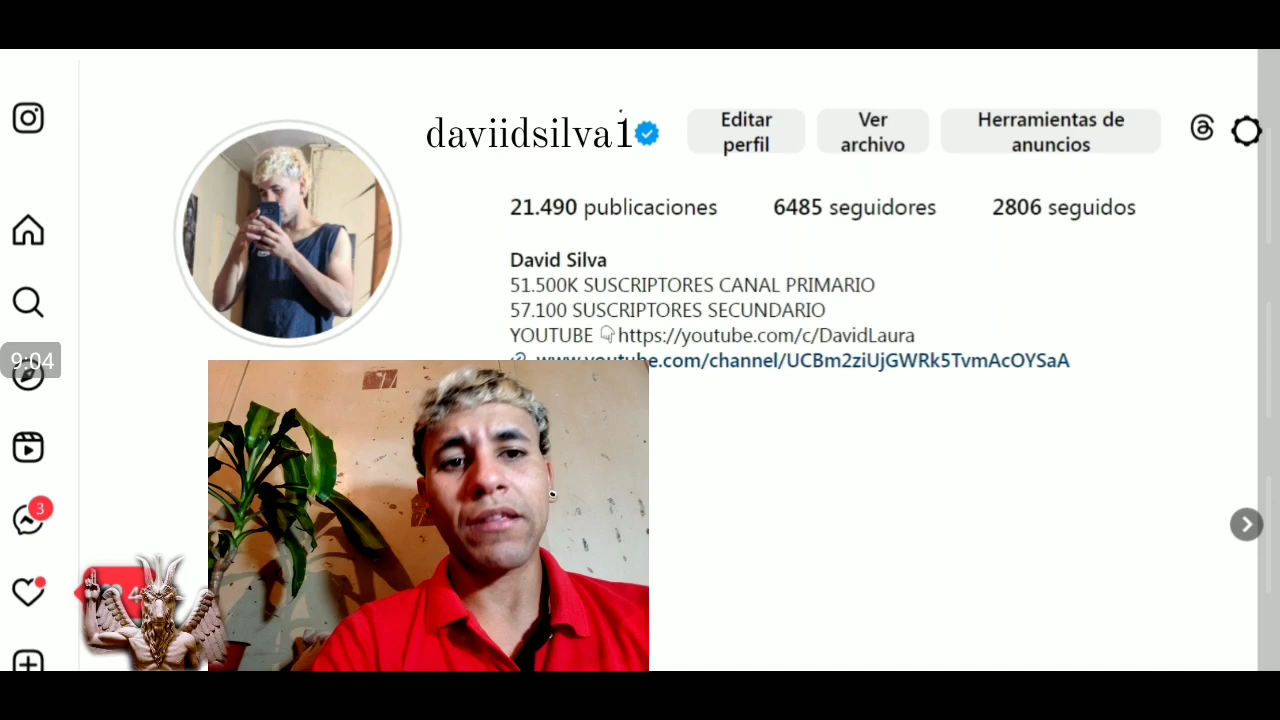 daviidsilva1
Editar perfil
Ver archivo
Herramientas de anuncios
21.490 publicaciones 6485 seguidores 2806 seguidos
David Silva
51.500K SUSCRIPTORES CANAL PRIMARIO
57.100 SUSCRIPTORES SECUNDARIO
YOUTUBE 👇https://youtube.com/c/DavidLaura
www.youtube.com/channel/UCBm2ziUjGWRk5TvmAcOYSaA
9:04
3
4